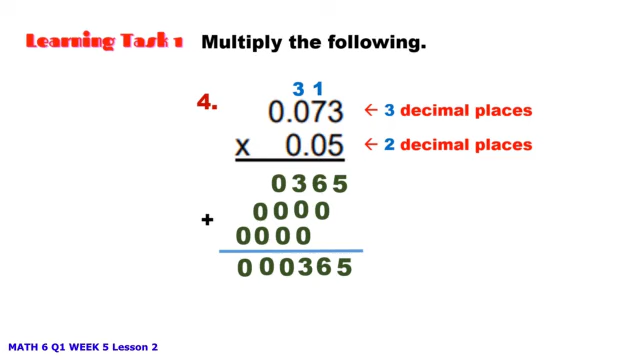 Learning Task 1
Multiply the following.
3 1
4. 0.073 ← 3 decimal places
x 0.05 ← 2 decimal places
0365
+ 0000
0000
000365
MATH 6 Q1 WEEK 5 Lesson 2